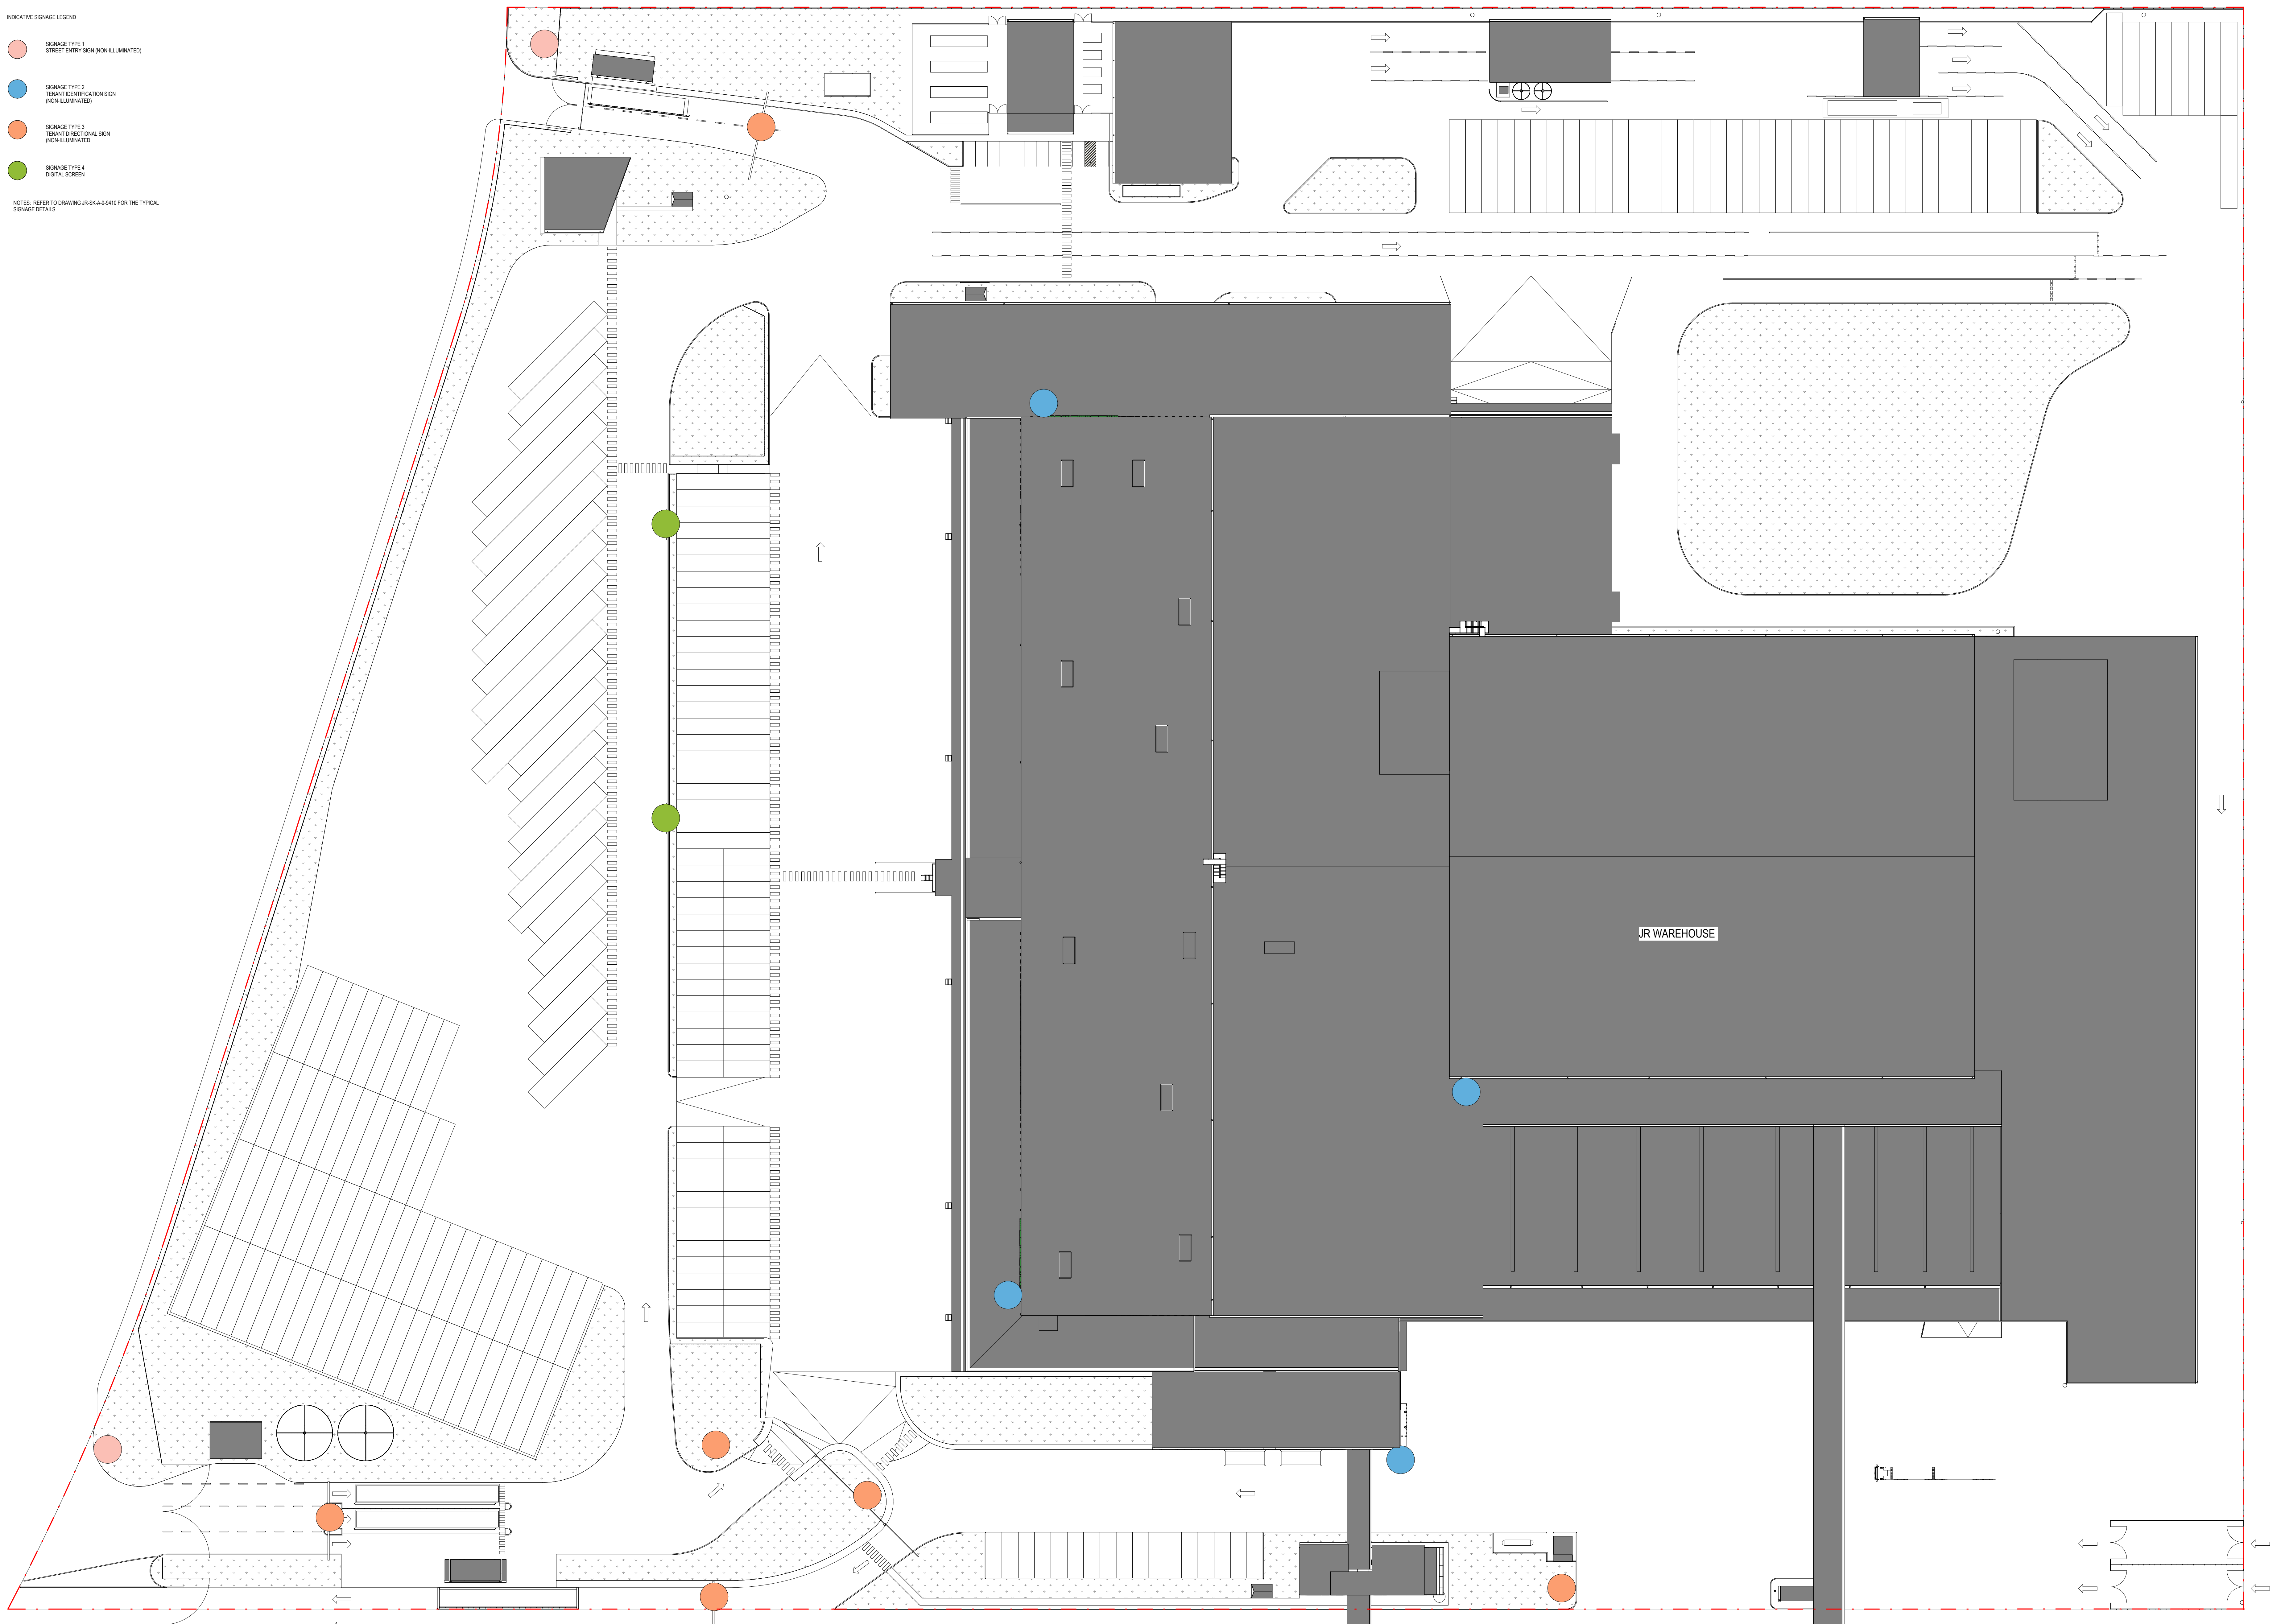 INDICATIVE SIGNAGE LEGEND
SIGNAGE TYPE 1
STREET ENTRY SIGN (NON-ILLUMINATED)
SIGNAGE TYPE 2
TENANT IDENTIFICATION SIGN
(NON-ILLUMINATED)
SIGNAGE TYPE 3
TENANT DIRECTIONAL SIGN
(NON-ILLUMINATED
SIGNAGE TYPE 4
DIGITAL SCREEN
NOTES: REFER TO DRAWING JR-SK-A-0-9410 FOR THE TYPICAL
SIGNAGE DETAILS
JR WAREHOUSE